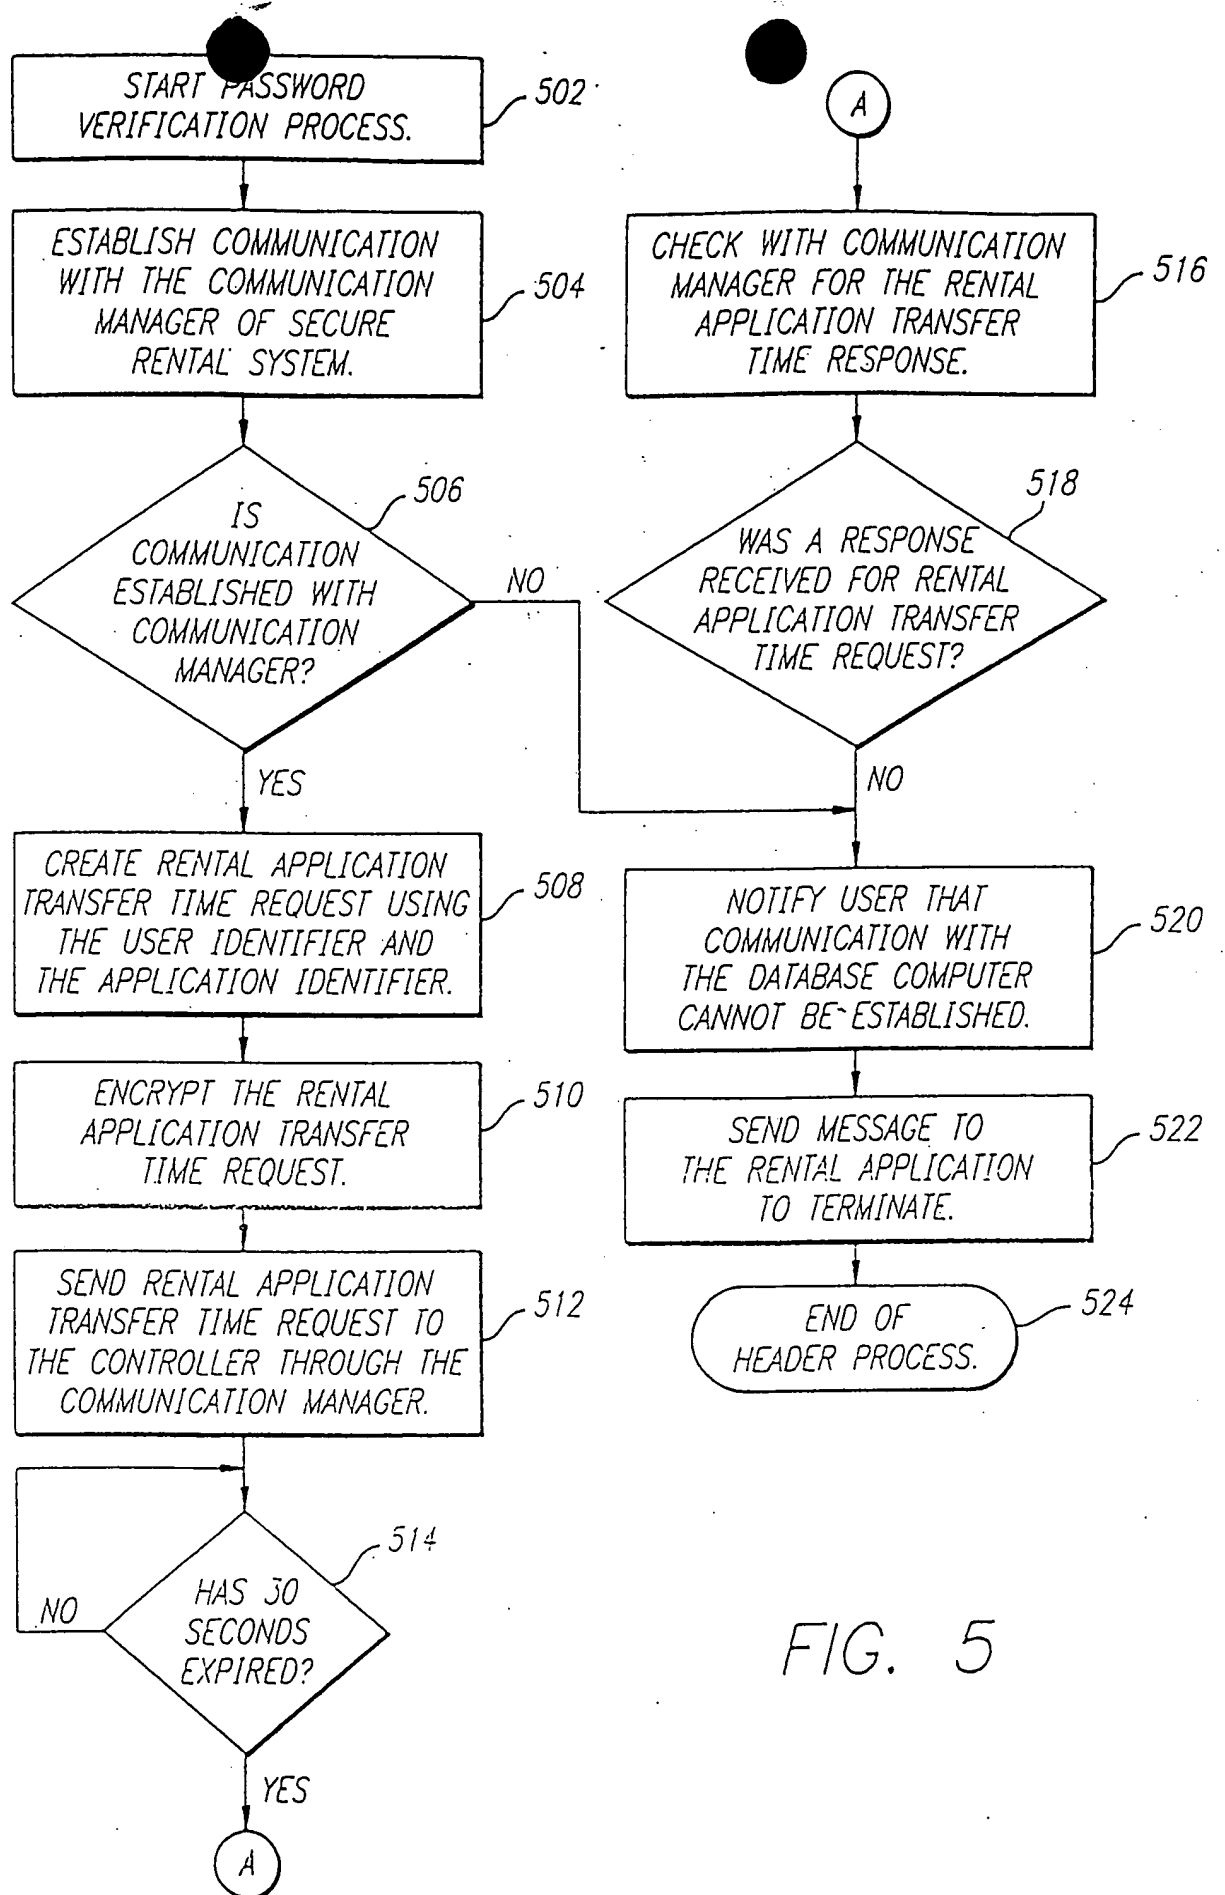 START PASSWORD
VERIFICATION PROCESS.
502
ESTABLISH COMMUNICATION
WITH THE COMMUNICATION
MANAGER OF SECURE
RENTAL SYSTEM.
504
IS
COMMUNICATION
ESTABLISHED WITH
COMMUNICATION
MANAGER?
506
NO
YES
CREATE RENTAL APPLICATION
TRANSFER TIME REQUEST USING
THE USER IDENTIFIER AND
THE APPLICATION IDENTIFIER.
508
ENCRYPT THE RENTAL
APPLICATION TRANSFER
TIME REQUEST.
510
SEND RENTAL APPLICATION
TRANSFER TIME REQUEST TO
THE CONTROLLER THROUGH THE
COMMUNICATION MANAGER.
512
HAS 30
SECONDS
EXPIRED?
514
NO
YES
A
A
CHECK WITH COMMUNICATION
MANAGER FOR THE RENTAL
APPLICATION TRANSFER
TIME RESPONSE.
516
WAS A RESPONSE
RECEIVED FOR RENTAL
APPLICATION TRANSFER
TIME REQUEST?
518
NO
NOTIFY USER THAT
COMMUNICATION WITH
THE DATABASE COMPUTER
CANNOT BE ESTABLISHED.
520
SEND MESSAGE TO
THE RENTAL APPLICATION
TO TERMINATE.
522
END OF
HEADER PROCESS.
524
FIG. 5